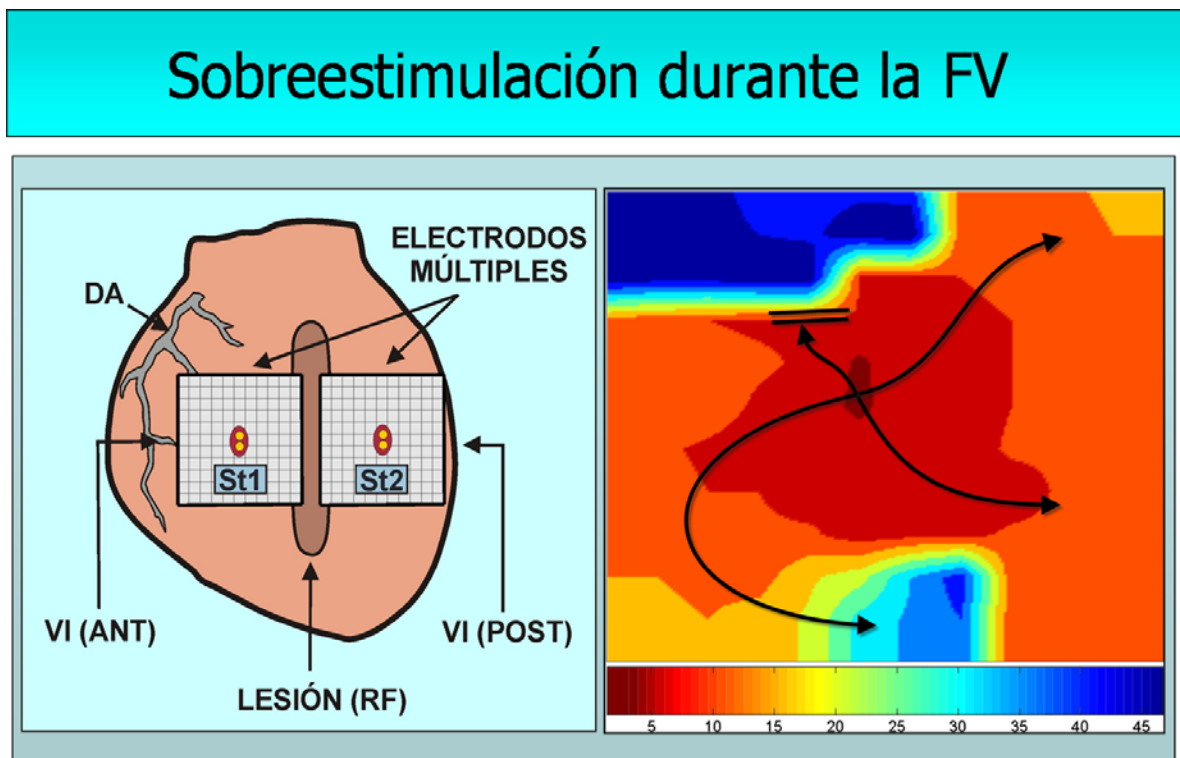 Sobreestimulación durante la FV
ELECTRODOS
MÚLTIPLES
DA
St1
St2
VI (ANT)
VI (POST)
LESIÓN (RF)
5 10 15 20 25 30 35 40 45